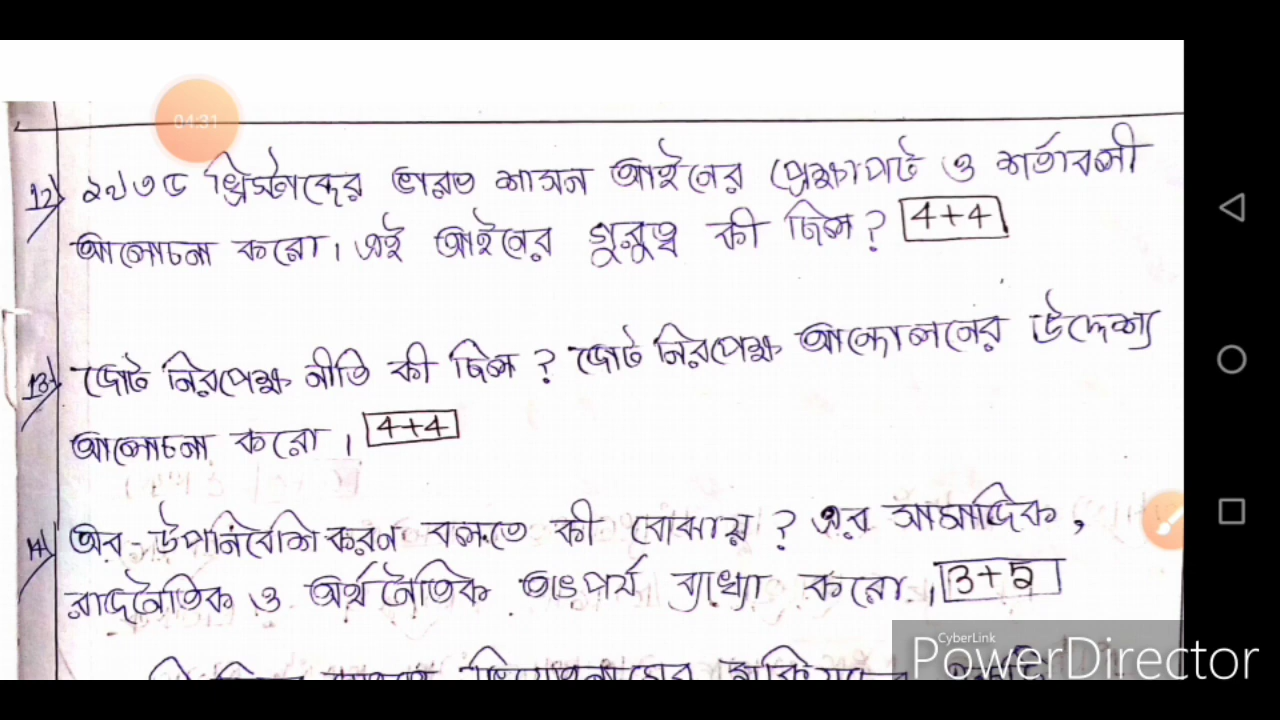 04:31
12) ১৯৩৫ খ্রিস্টাব্দের ভারত শাসন আইনের প্রেক্ষাপট ও শর্তাবলী
আলোচনা করো। এই আইনের গুরুত্ব কী ছিল? 4+4
13) জোট নিরপেক্ষ নীতি কী ছিল? জোট নিরপেক্ষ আন্দোলনের উদ্দেশ্য
আলোচনা করো। 4+4
14) অব-উপনিবেশিকরন বলতে কী বোঝায়? এর সামাজিক,
রাজনৈতিক ও অর্থনৈতিক তাৎপর্য ব্যাখ্যা করো। 3+5
CyberLink
PowerDirector